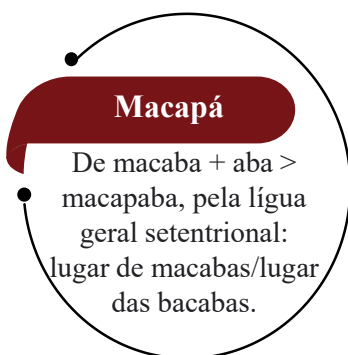 Macapá
De macaba + aba >
macapaba, pela lígua
geral setentrional:
lugar de macabas/lugar
das bacabas.